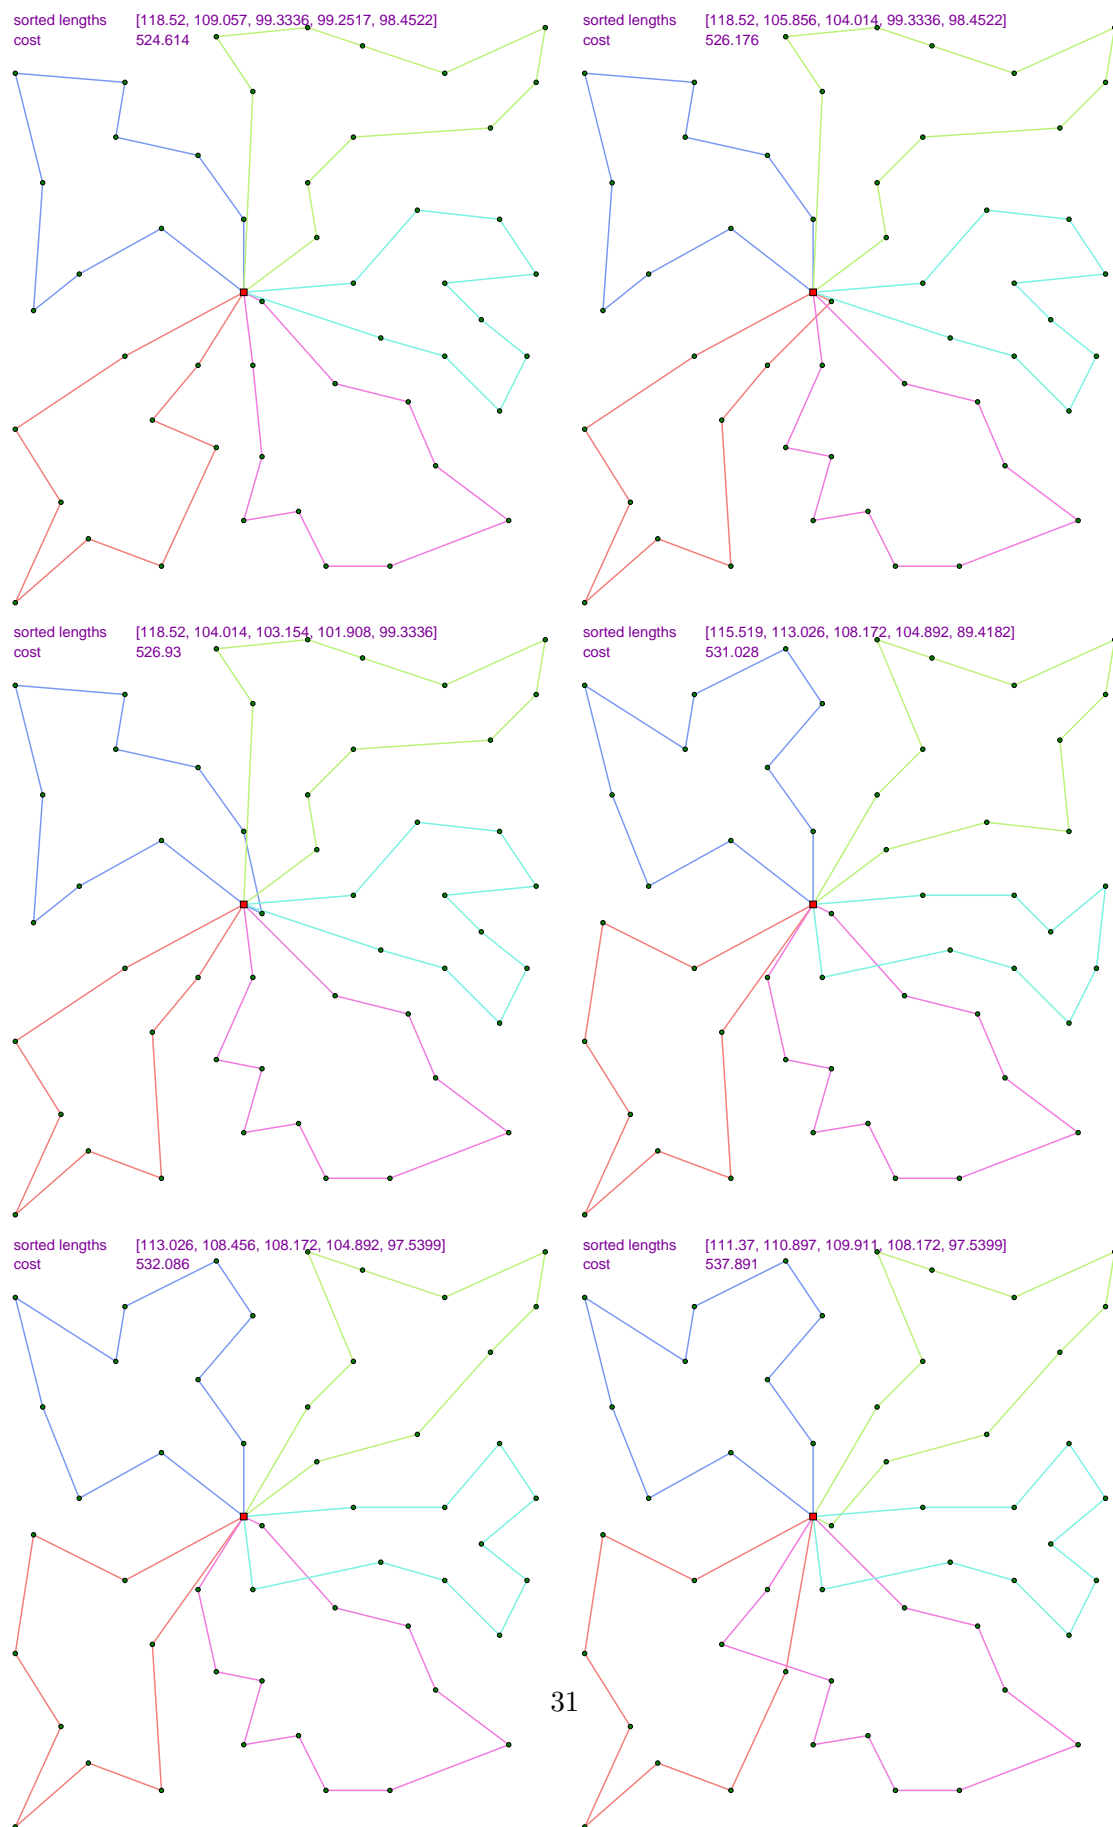 sorted lengths [118.52, 109.057, 99.3336, 99.2517, 98.4522]
cost 524.614
sorted lengths [118.52, 105.856, 104.014, 99.3336, 98.4522]
cost 526.176
sorted lengths [118.52, 104.014, 103.154, 101.908, 99.3336]
cost 526.93
sorted lengths [115.519, 113.026, 108.172, 104.892, 89.4182]
cost 531.028
sorted lengths [113.026, 108.456, 108.172, 104.892, 97.5399]
cost 532.086
sorted lengths [111.37, 110.897, 109.911, 108.172, 97.5399]
cost 537.891
31